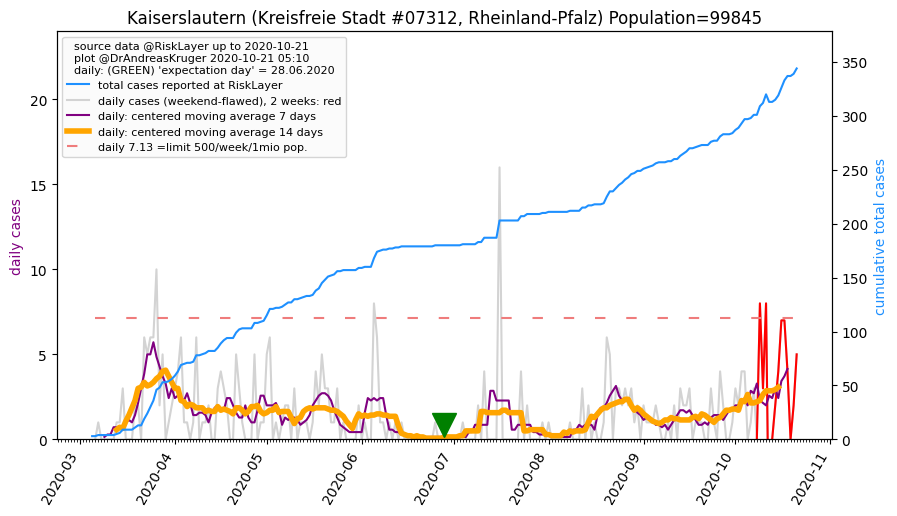 Kaiserslautern (Kreisfreie Stadt #07312, Rheinland-Pfalz) Population=99845
source data @RiskLayer up to 2020-10-21
plot @DrAndreasKruger 2020-10-21 05:10
daily: (GREEN) 'expectation day' = 28.06.2020
total cases reported at RiskLayer
daily cases (weekend-flawed), 2 weeks: red
daily: centered moving average 7 days
daily: centered moving average 14 days
daily 7.13 =limit 500/week/1mio pop.
daily cases
20
15
10
5
0
cumulative total cases
350
300
250
200
150
100
50
0
2020-03
2020-04
2020-05
2020-06
2020-07
2020-08
2020-09
2020-10
2020-11